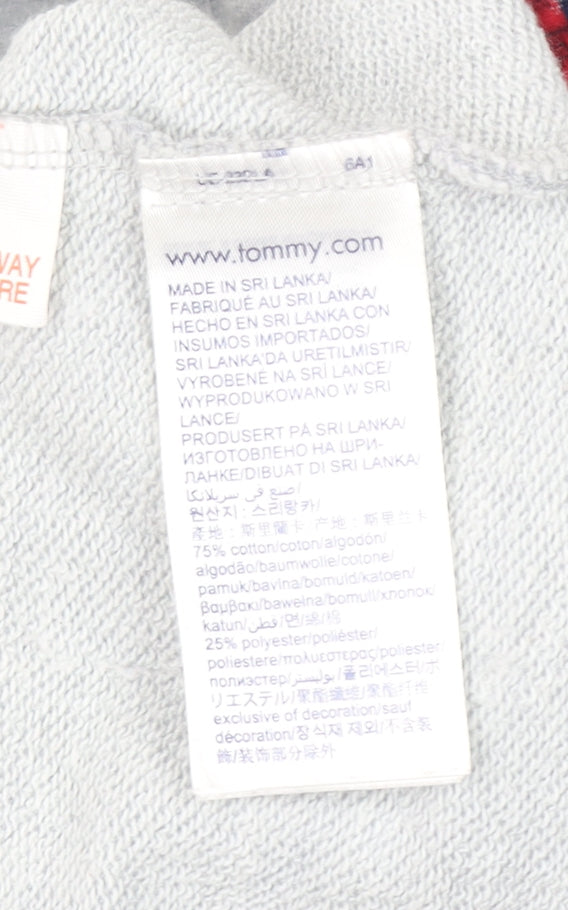 6A1
www.tommy.com
MADE IN SRI LANKA/
FABRIQUÉ AU SRI LANKA/
HECHO EN SRI LANKA CON
INSUMOS IMPORTADOS/
SRI LANKA'DA URETILMISTIR/
VYROBENÉ NA SRÍ LANCE/
WYPRODUKOWANO W SRI
LANCE/
PRODUSERT PÅ SRI LANKA/
ИЗГОТОВЛЕНО НА ШРИ-
ЛАНКЕ/DIBUAT DI SRI LANKA/
صنع في سريلانكا/
원산지 : 스리랑카/
產地 : 斯里蘭卡 产地 : 斯里兰卡
75% cotton/coton/algodón/
algodão/baumwolle/cotone/
pamuk/bavlna/bomuld/katoen/
βαμβακι/bawełna/bomull/хлопок/
katun/قطن/면/綿/棉
25% polyester/poliéster/
poliestere/πολυεστερας/poliester
полиэстер/بوليستر/폴리에스터/ポ
リエステル/聚酯纖維/聚酯纤维
exclusive of decoration/sauf
décoration/장식재 제외/不含裝
飾/装饰部分除外
WAY
RE